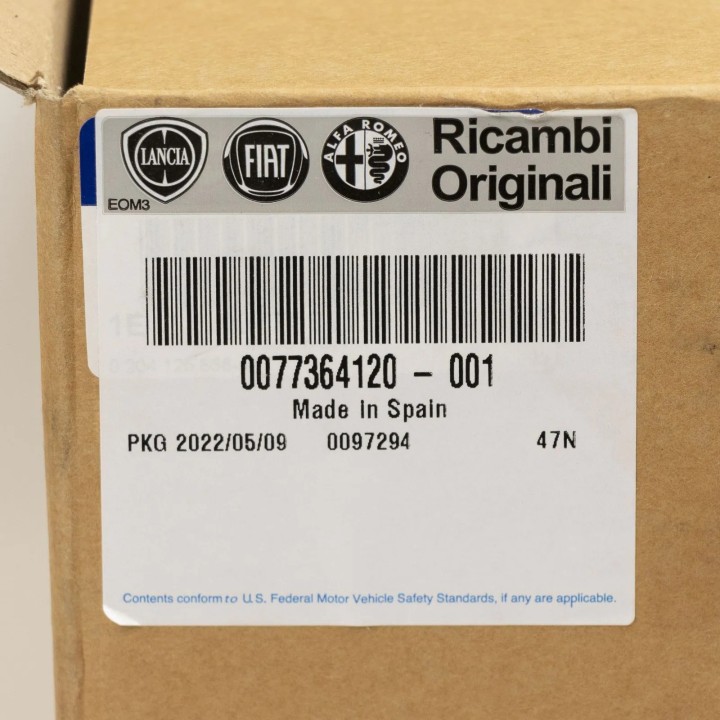 LANCIA
FIAT
ALFA ROMEO
Ricambi
Originali
EOM3
0077364120 - 001
Made in Spain
PKG 2022/05/09 0097294 47N
Contents conform to U.S. Federal Motor Vehicle Safety Standards, if any are applicable.